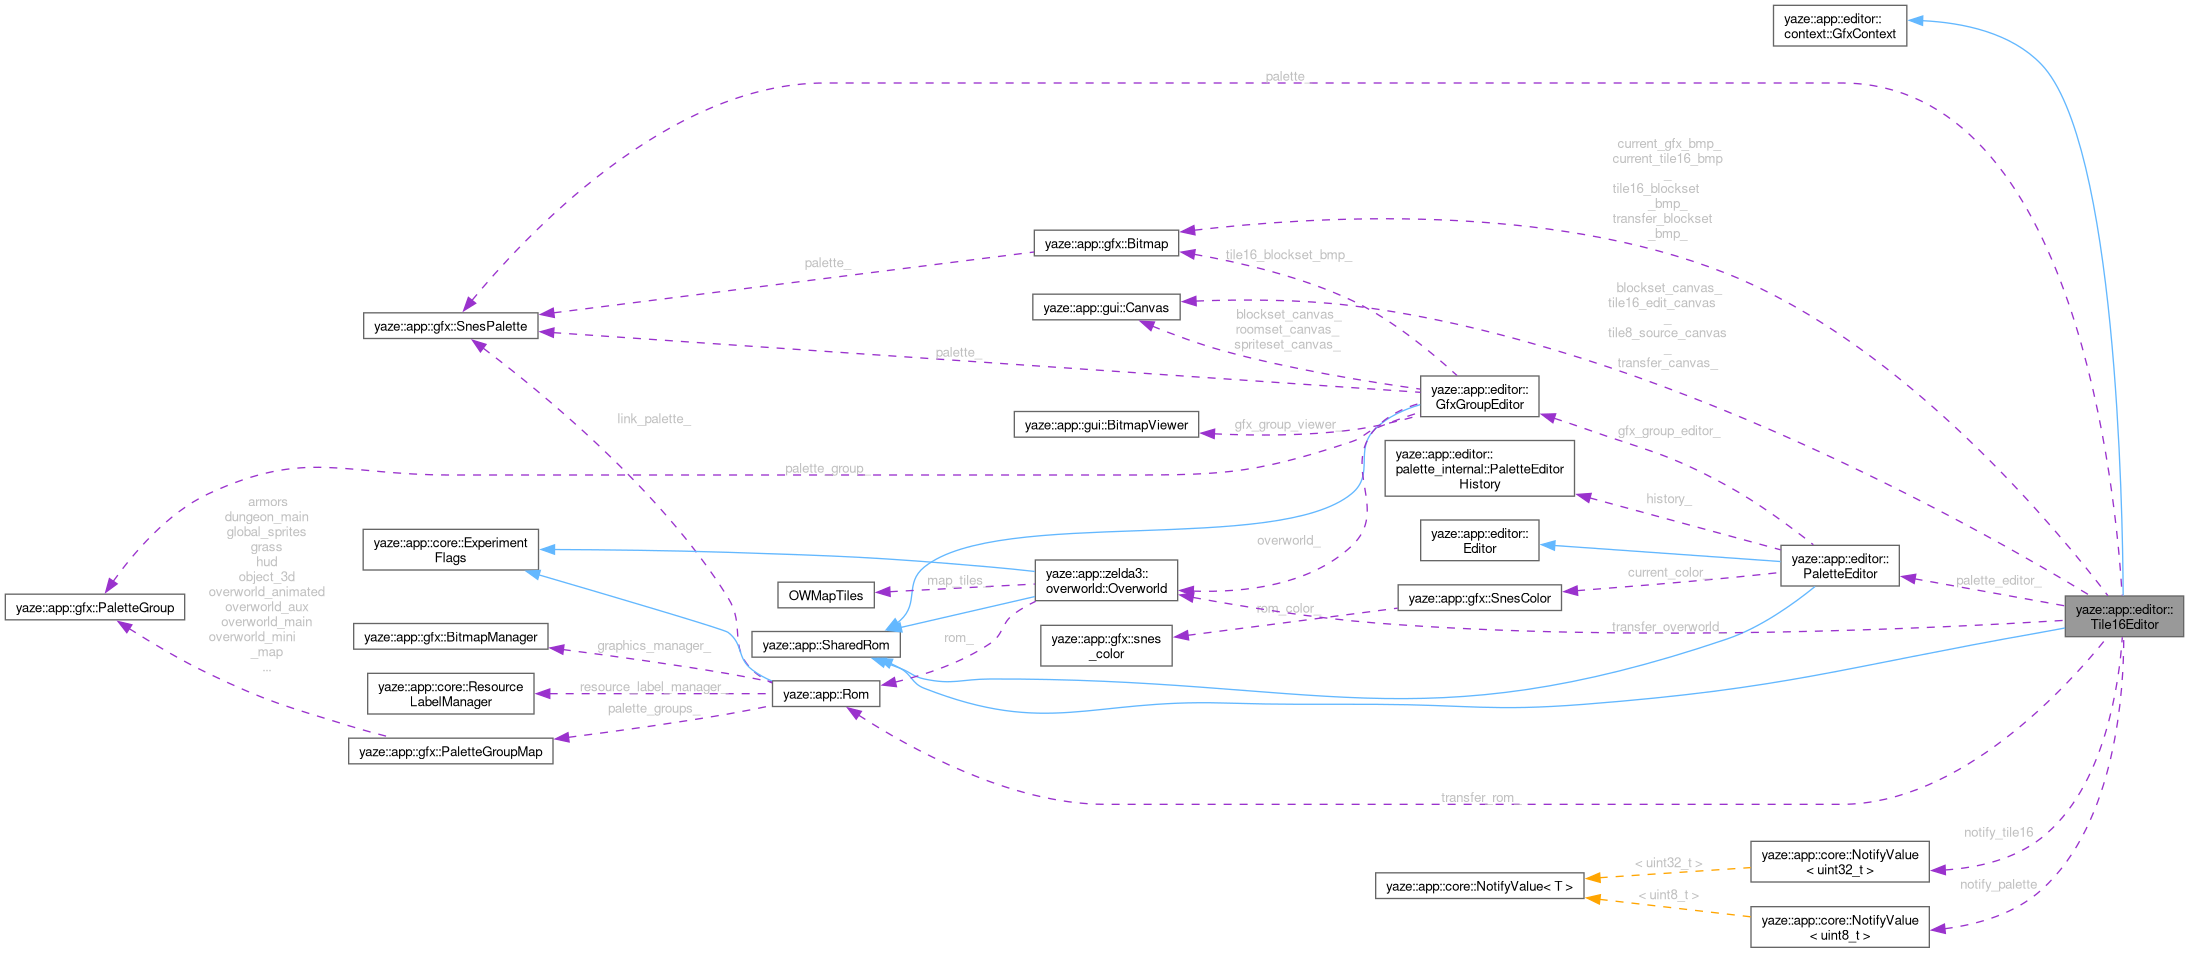 yaze::app::editor::
context::GfxContext
palette
current_gfx_bmp_
current_tile16_bmp
_
tile16_blockset
_bmp_
transfer_blockset
_bmp_
yaze::app::gfx::Bitmap
tile16_blockset_bmp_
palette_
yaze::app::gui::Canvas
blockset_canvas_
tile16_edit_canvas
_
tile8_source_canvas
_
transfer_canvas_
blockset_canvas_
roomset_canvas_
spriteset_canvas_
yaze::app::gfx::SnesPalette
palette_
yaze::app::editor::
GfxGroupEditor
link_palette_
yaze::app::gui::BitmapViewer
gfx_group_viewer_
gfx_group_editor_
yaze::app::editor::
palette_internal::PaletteEditor
History
palette_group_
history_
armors
dungeon_main
global_sprites
grass
hud
object_3d
overworld_animated
overworld_aux
overworld_main
overworld_mini
_map
...
yaze::app::core::Experiment
Flags
overworld_
yaze::app::editor::
Editor
yaze::app::editor::
PaletteEditor
yaze::app::zelda3::
overworld::Overworld
map_tiles_
OWMapTiles
current_color_
palette_editor_
yaze::app::gfx::SnesColor
rom_color_
yaze::app::gfx::PaletteGroup
yaze::app::editor::
Tile16Editor
transfer_overworld_
yaze::app::gfx::BitmapManager
graphics_manager_
yaze::app::SharedRom
rom_
yaze::app::gfx::snes
_color
yaze::app::core::Resource
LabelManager
resource_label_manager_
yaze::app::Rom
palette_groups_
yaze::app::gfx::PaletteGroupMap
transfer_rom_
notify_tile16
yaze::app::core::NotifyValue
< uint32_t >
< uint32_t >
yaze::app::core::NotifyValue< T >
< uint8_t >
notify_palette
yaze::app::core::NotifyValue
< uint8_t >